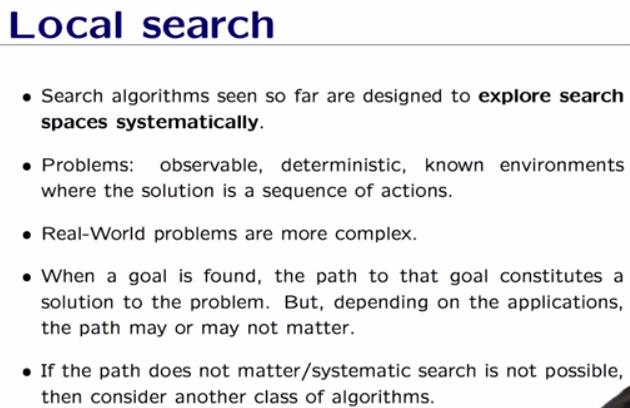 Local search
• Search algorithms seen so far are designed to explore search
spaces systematically.
• Problems: observable, deterministic, known environments
where the solution is a sequence of actions.
• Real-World problems are more complex.
• When a goal is found, the path to that goal constitutes a
solution to the problem. But, depending on the applications,
the path may or may not matter.
• If the path does not matter/systematic search is not possible,
then consider another class of algorithms.